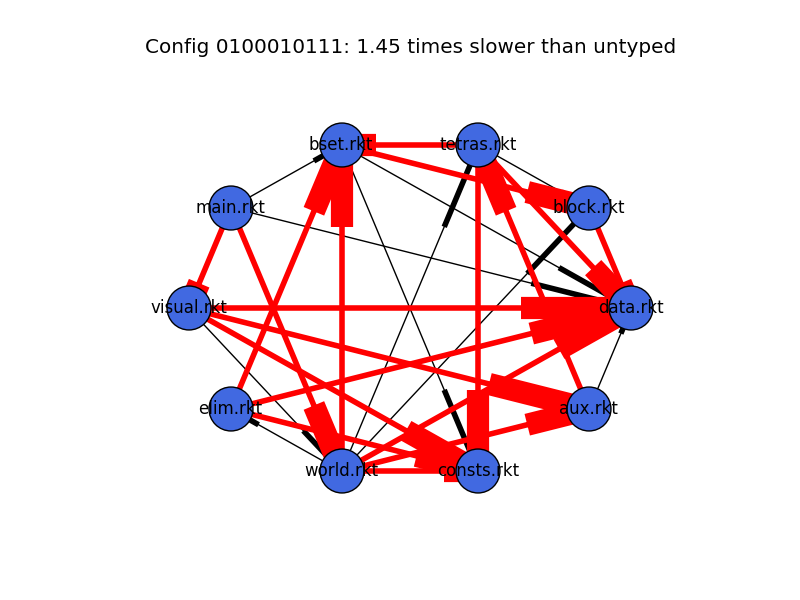 Config 0100010111: 1.45 times slower than untyped
bset.rkt
tetras.rkt
main.rkt
block.rkt
visual.rkt
data.rkt
elim.rkt
aux.rkt
world.rkt
consts.rkt